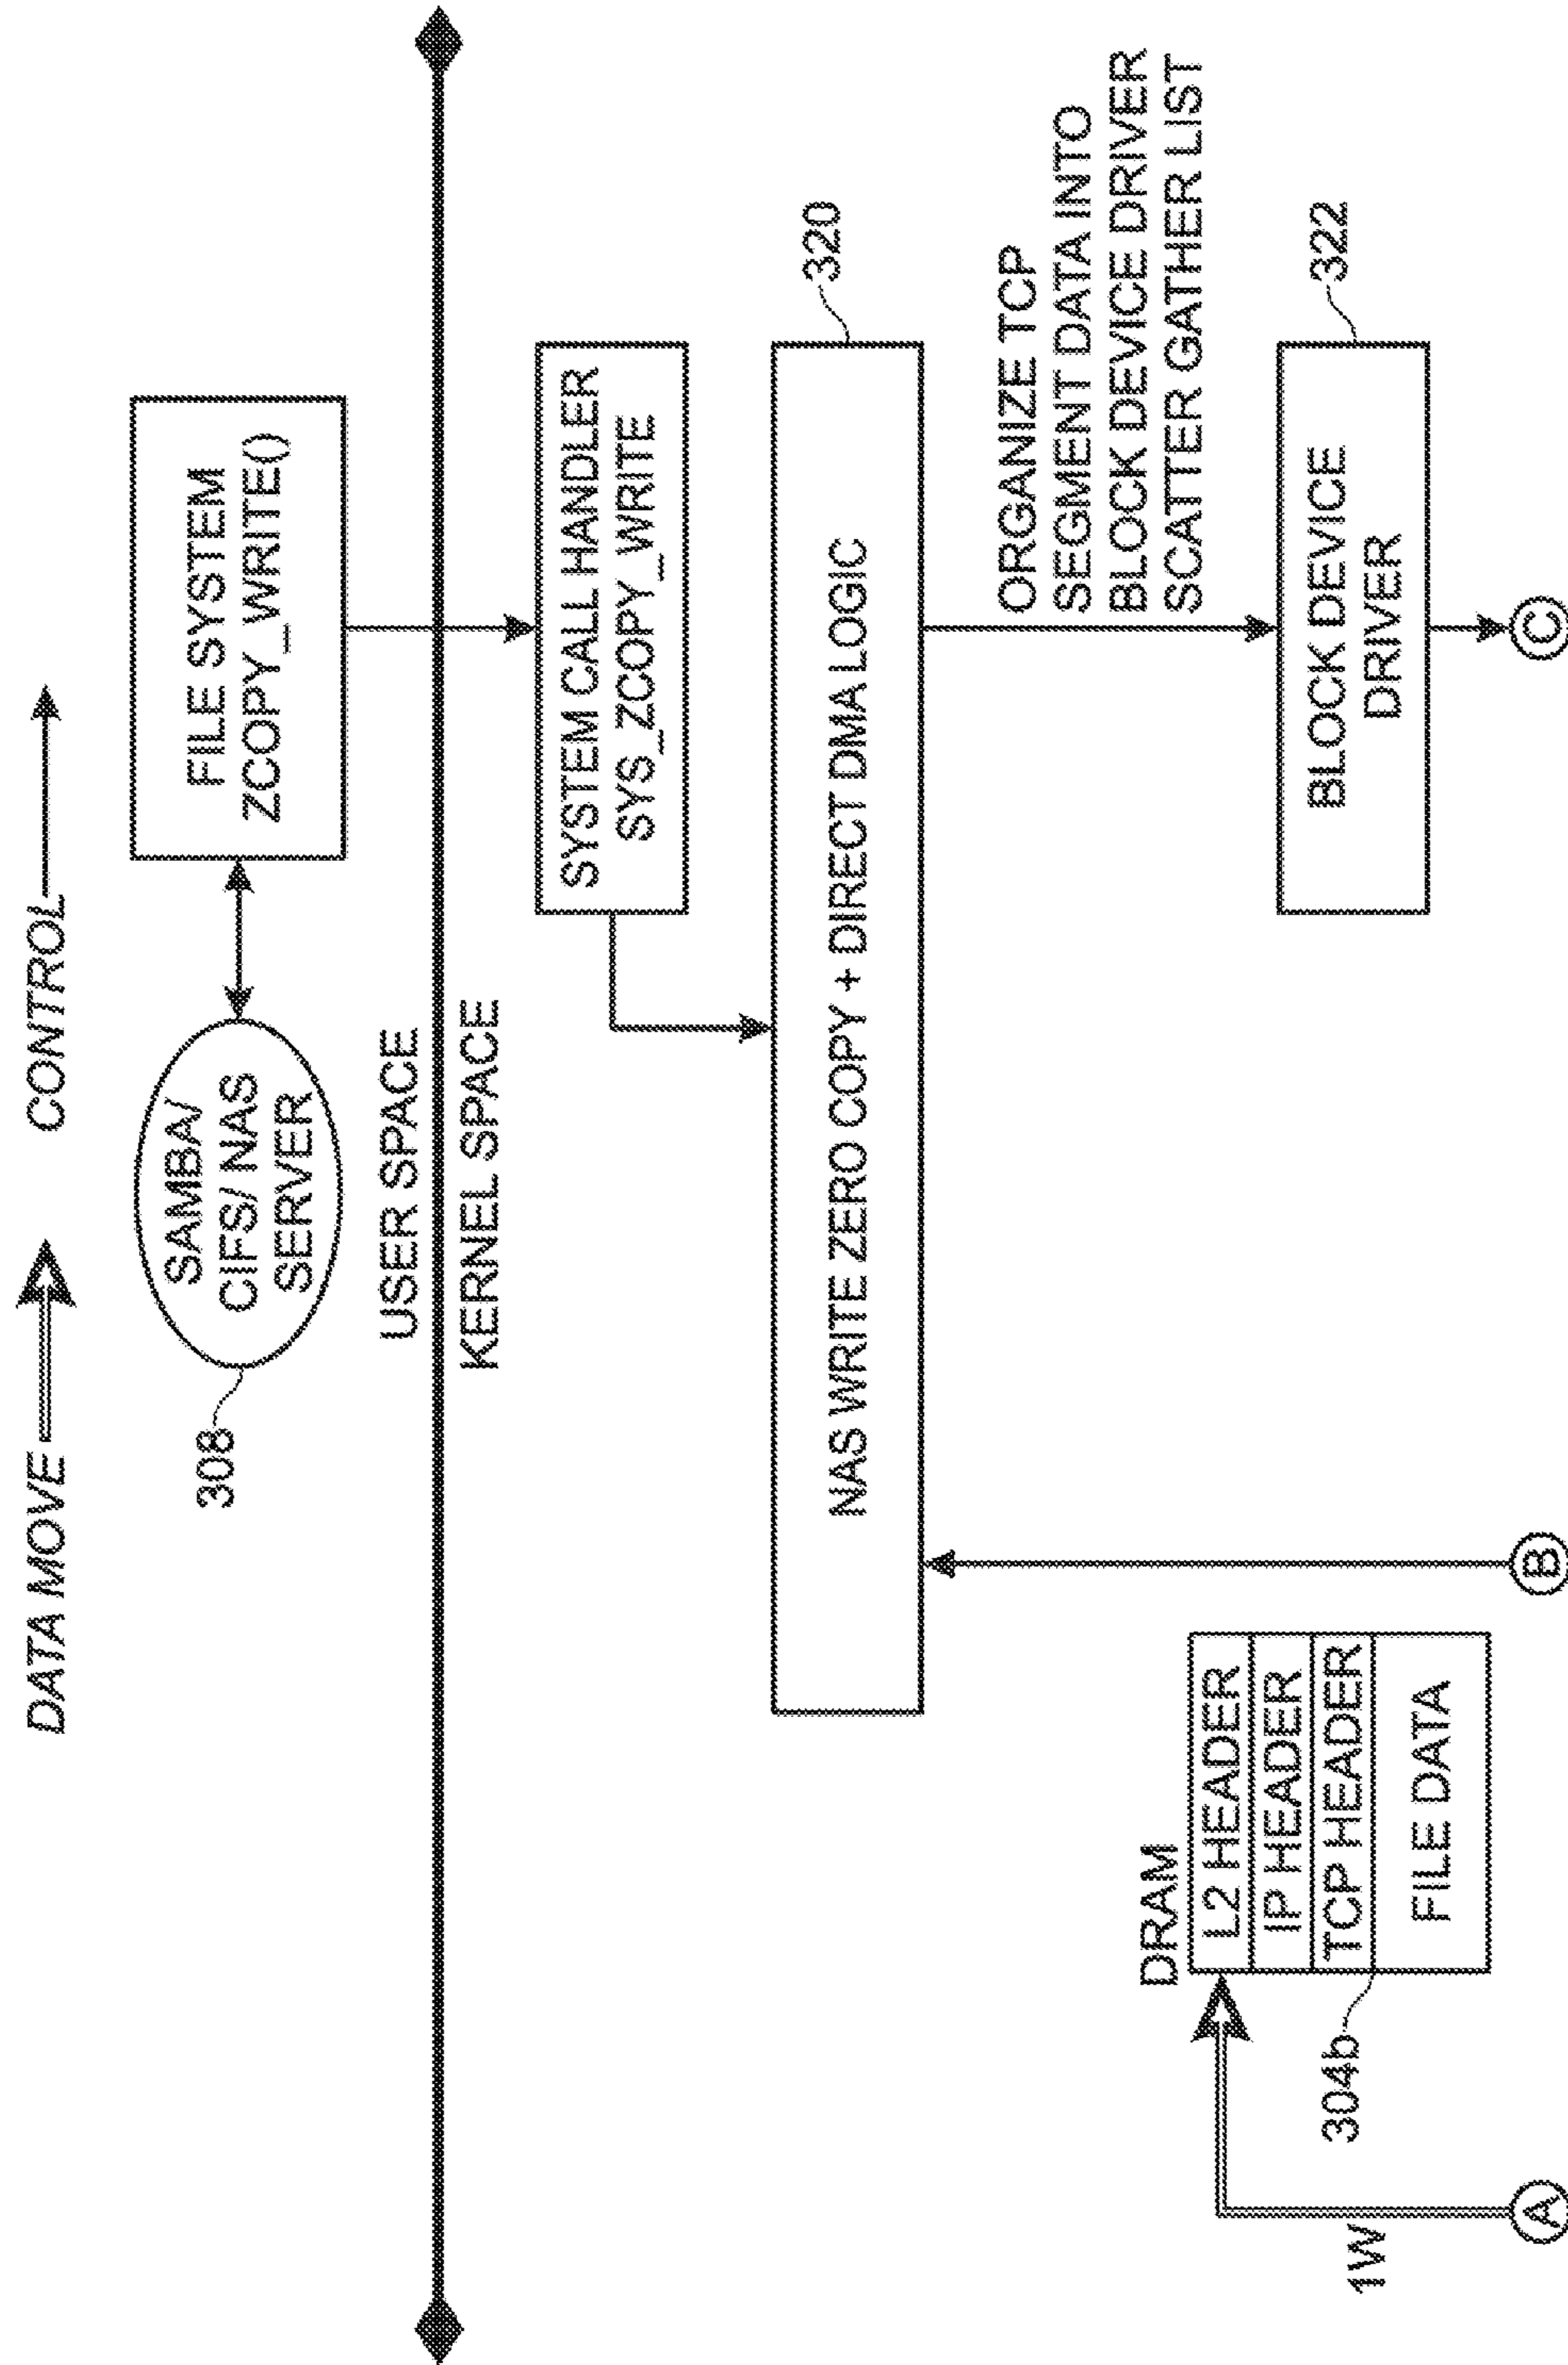 DATA MOVE
CONTROL
308
SAMBA/
CIFS/ NAS
SERVER
FILE SYSTEM
ZCOPY_WRITE()
USER SPACE
KERNEL SPACE
SYSTEM CALL HANDLER
SYS_ZCOPY_WRITE
320
NAS WRITE ZERO COPY + DIRECT DMA LOGIC
ORGANIZE TCP
SEGMENT DATA INTO
BLOCK DEVICE DRIVER
SCATTER GATHER LIST
DRAM
L2 HEADER
IP HEADER
TCP HEADER
FILE DATA
304b
1W
322
BLOCK DEVICE
DRIVER
A
B
C